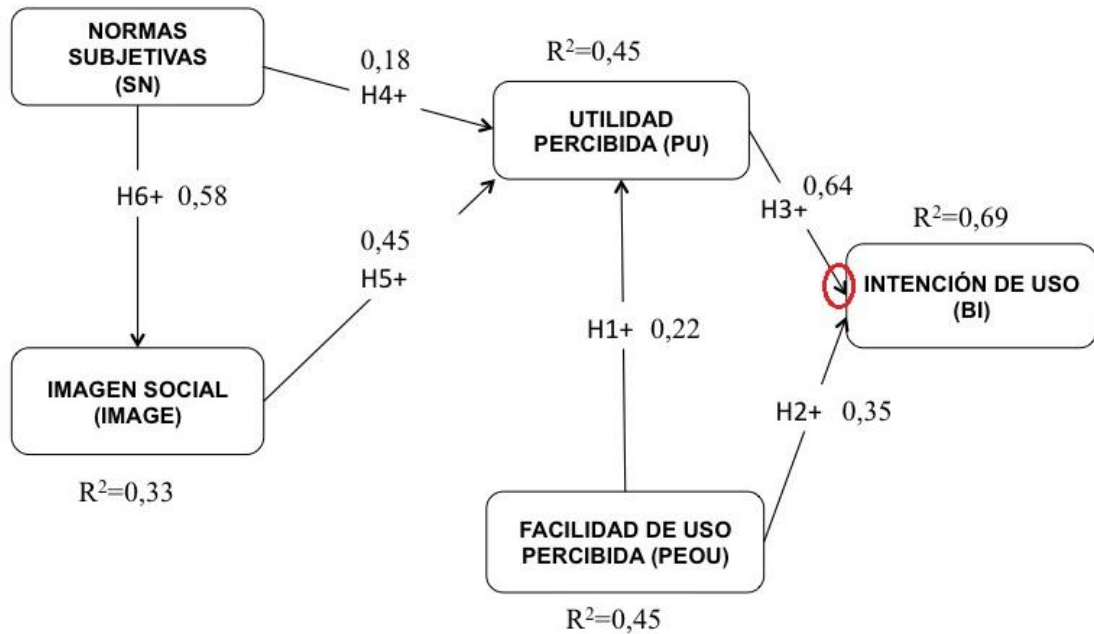 NORMAS
SUBJETIVAS
(SN)
0,18
H4+
R²=0,45
UTILIDAD
PERCIBIDA (PU)
H6+ 0,58
0,45
H5+
0,64
H3+
R²=0,69
INTENCIÓN DE USO
(BI)
H1+ 0,22
IMAGEN SOCIAL
(IMAGE)
H2+ 0,35
R²=0,33
FACILIDAD DE USO
PERCIBIDA (PEOU)
R²=0,45